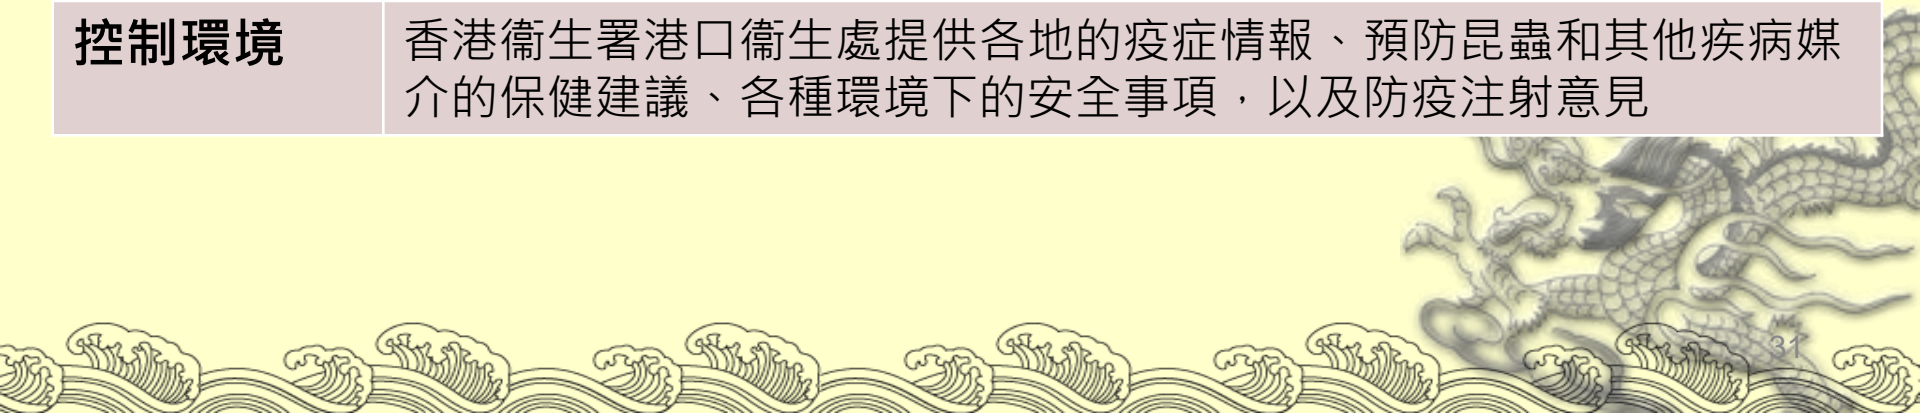 控制環境
香港衞生署港口衞生處提供各地的疫症情報、預防昆蟲和其他疾病媒
介的保健建議、各種環境下的安全事項，以及防疫注射意見
31